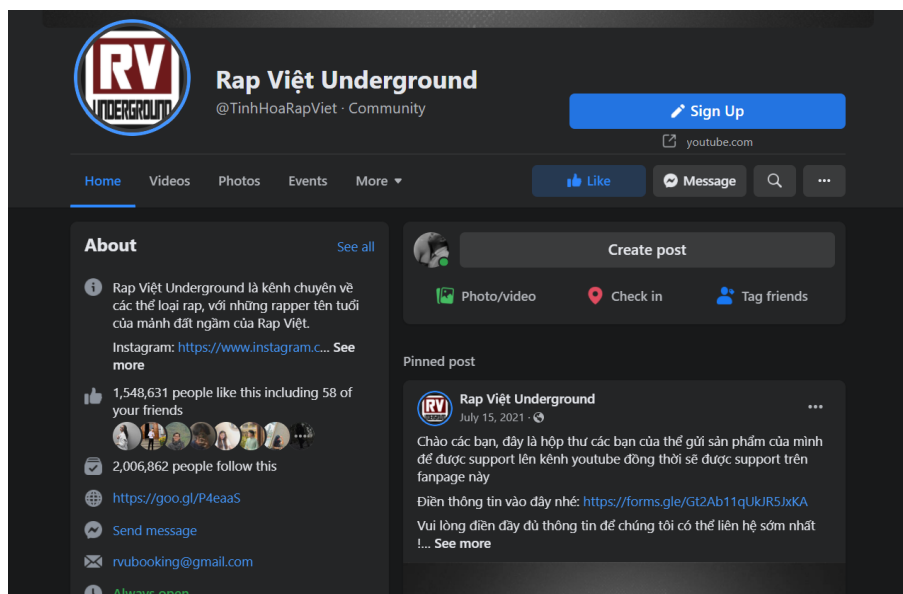 RV
UNDERGRUUND
Rap Việt Underground
@TinhHoaRapViet · Community
Sign Up
youtube.com
Home
Videos
Photos
Events
More
Like
Message
...
About
See all
Rap Việt Underground là kênh chuyên về
các thể loại rap, với những rapper tên tuổi
của mảnh đất ngầm của Rap Việt.
Instagram: https://www.instagram.c... See
more
1,548,631 people like this including 58 of
your friends
2,006,862 people follow this
https://goo.gl/P4eaaS
Send message
rvubooking@gmail.com
Always open
Create post
Photo/video
Check in
Tag friends
Pinned post
RV
Rap Việt Underground
July 15, 2021 ·
Chào các bạn, đây là hộp thư các bạn của thể gửi sản phẩm của mình
để được support lên kênh youtube đồng thời sẽ được support trên
fanpage này
Điền thông tin vào đây nhé: https://forms.gle/Gt2Ab11qUkJR5JxKA
Vui lòng điền đầy đủ thông tin để chúng tôi có thể liên hệ sớm nhất
!... See more